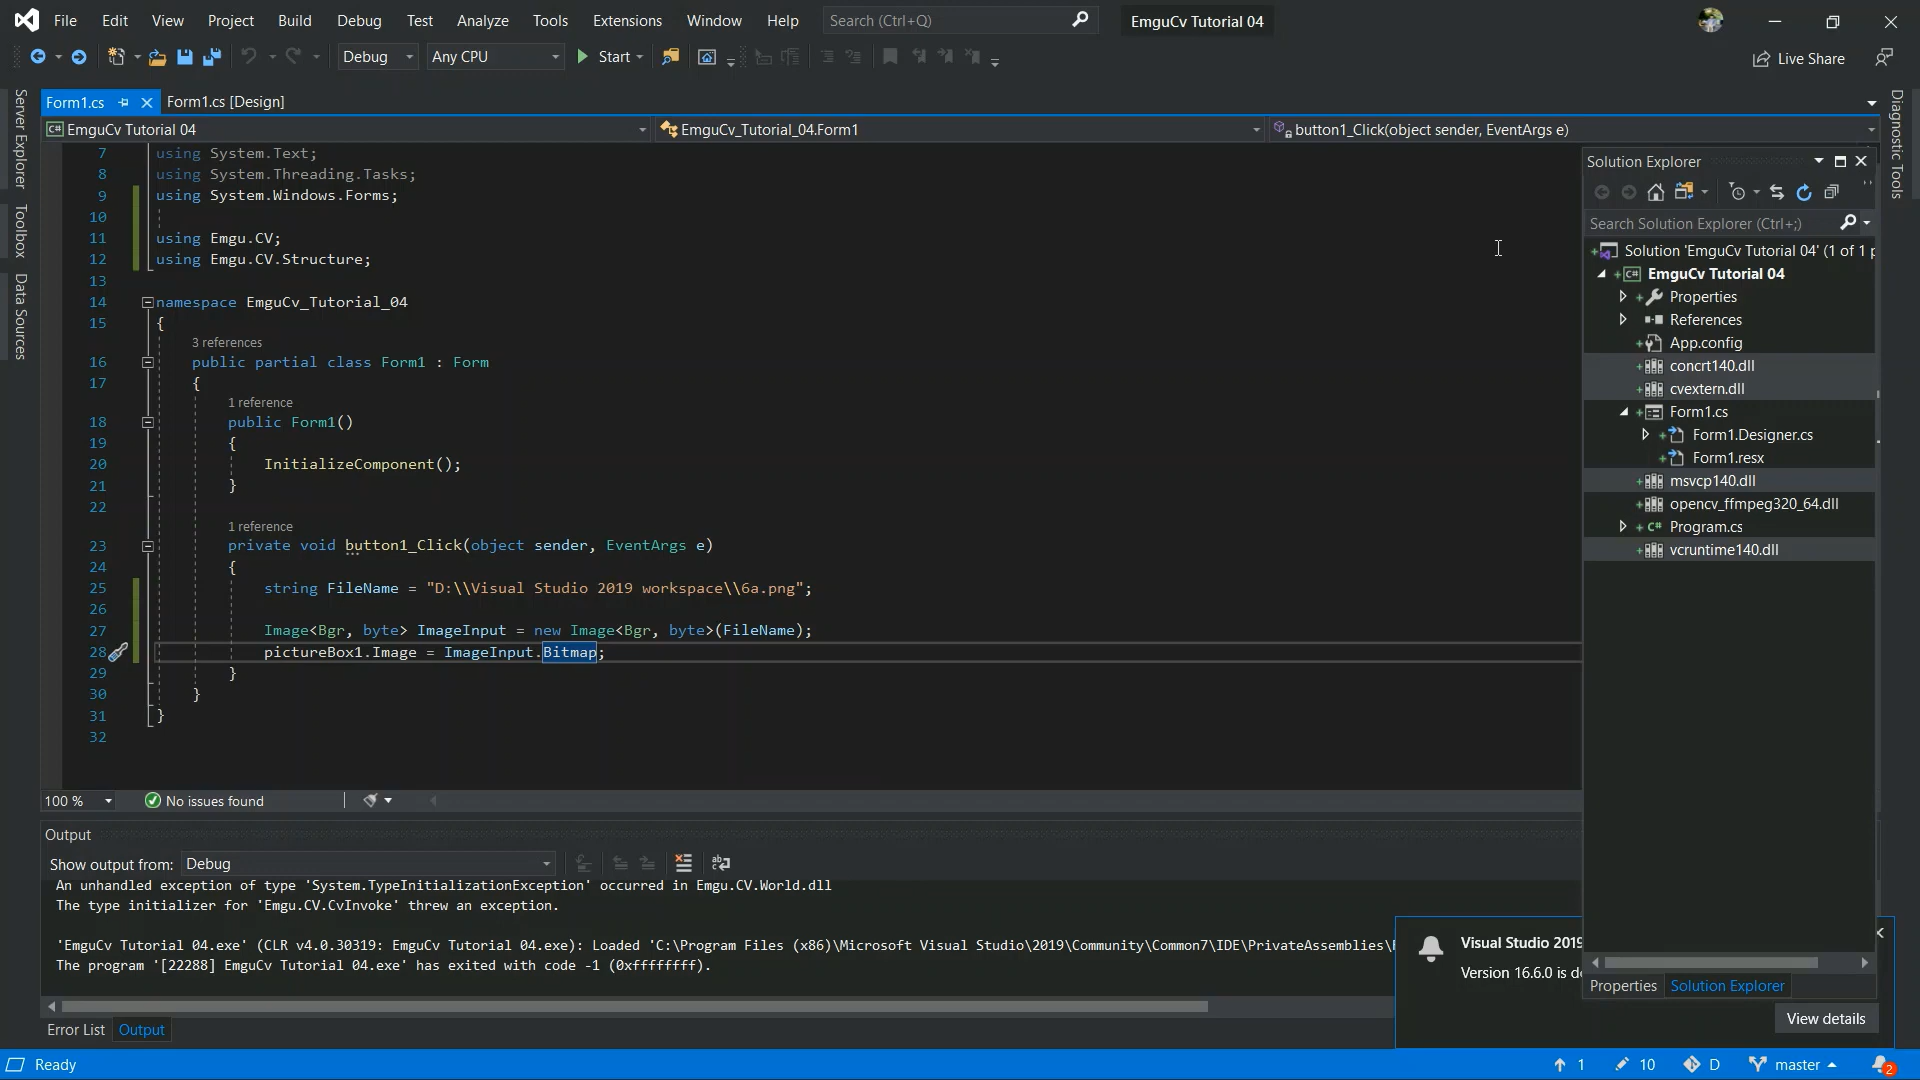 File Edit View Project Build Debug Test Analyze Tools Extensions Window Help Search (Ctrl+Q) EmguCv Tutorial 04
Debug Any CPU Start Live Share
Server Explorer
Toolbox
Data Sources
Form1.cs Form1.cs [Design]
C# EmguCv Tutorial 04 EmguCv_Tutorial_04.Form1 button1_Click(object sender, EventArgs e)
7 using System.Text;
8 using System.Threading.Tasks;
9 using System.Windows.Forms;
10
11 using Emgu.CV;
12 using Emgu.CV.Structure;
13
14 namespace EmguCv_Tutorial_04
15 {
3 references
16 public partial class Form1 : Form
17 {
1 reference
18 public Form1()
19 {
20 InitializeComponent();
21 }
22
1 reference
23 private void button1_Click(object sender, EventArgs e)
24 {
25 string FileName = "D:\\Visual Studio 2019 workspace\\6a.png";
26
27 Image<Bgr, byte> ImageInput = new Image<Bgr, byte>(FileName);
28 pictureBox1.Image = ImageInput.Bitmap;
29 }
30 }
31 }
32
100 % No issues found
Output
Show output from: Debug
An unhandled exception of type 'System.TypeInitializationException' occurred in Emgu.CV.World.dll
The type initializer for 'Emgu.CV.CvInvoke' threw an exception.
'EmguCv Tutorial 04.exe' (CLR v4.0.30319: EmguCv Tutorial 04.exe): Loaded 'C:\Program Files (x86)\Microsoft Visual Studio\2019\Community\Common7\IDE\PrivateAssemblies\
The program '[22288] EmguCv Tutorial 04.exe' has exited with code -1 (0xffffffff).
Error List Output
Solution Explorer
Search Solution Explorer (Ctrl+;)
Solution 'EmguCv Tutorial 04' (1 of 1 p
C# EmguCv Tutorial 04
Properties
References
App.config
concrt140.dll
cvextern.dll
Form1.cs
Form1.Designer.cs
Form1.resx
msvcp140.dll
opencv_ffmpeg320_64.dll
C# Program.cs
vcruntime140.dll
Properties Solution Explorer
Diagnostic Tools
Visual Studio 2019
Version 16.6.0 is
View details
Ready 1 10 D master 2